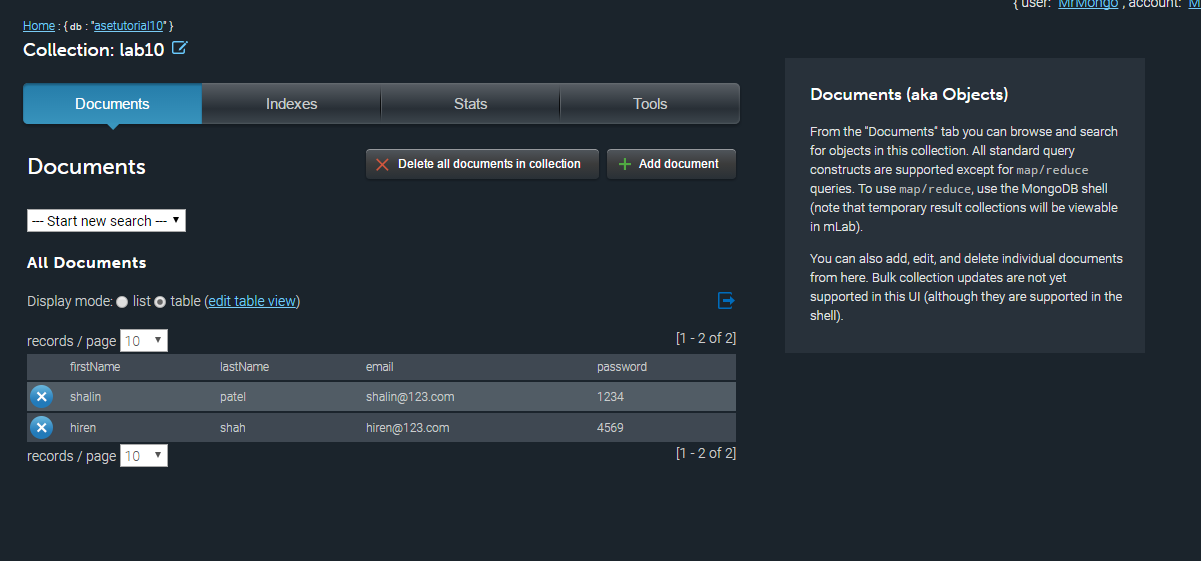 { user: "MrMongo", account: "M
Home : { db : "asetutorial10" }
Collection: lab10
Documents Indexes Stats Tools
Documents
Delete all documents in collection
Add document
--- Start new search ---
All Documents
Display mode: list table (edit table view)
records / page 10 [1 - 2 of 2]
firstName lastName email password
shalin patel shalin@123.com 1234
hiren shah hiren@123.com 4569
records / page 10 [1 - 2 of 2]
Documents (aka Objects)
From the "Documents" tab you can browse and search
for objects in this collection. All standard query
constructs are supported except for map/reduce
queries. To use map/reduce, use the MongoDB shell
(note that temporary result collections will be viewable
in mLab).
You can also add, edit, and delete individual documents
from here. Bulk collection updates are not yet
supported in this UI (although they are supported in the
shell).